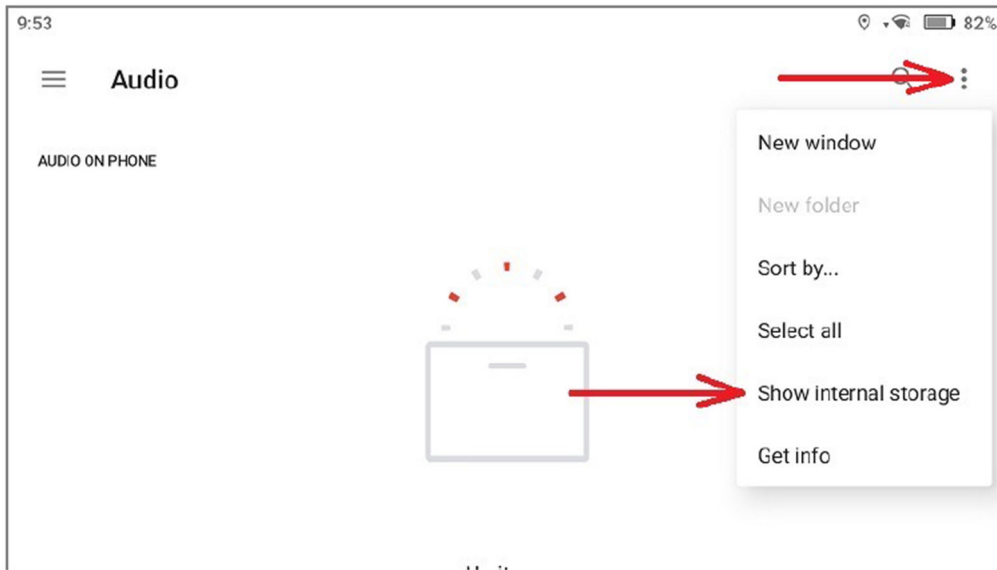 9:53
82%
Audio
AUDIO ON PHONE
New window
New folder
Sort by...
Select all
Show internal storage
Get info